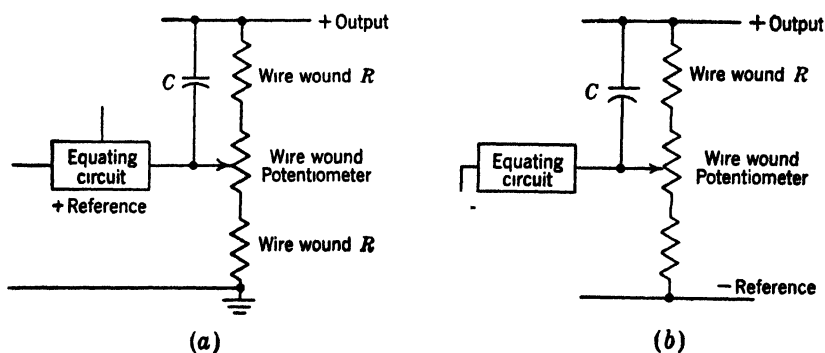 + Output
Wire wound R
C
Wire wound
Potentiometer
Equating
circuit
+ Reference
Wire wound R
(a)
+ Output
Wire wound R
C
Wire wound
Potentiometer
Equating
circuit
− Reference
(b)